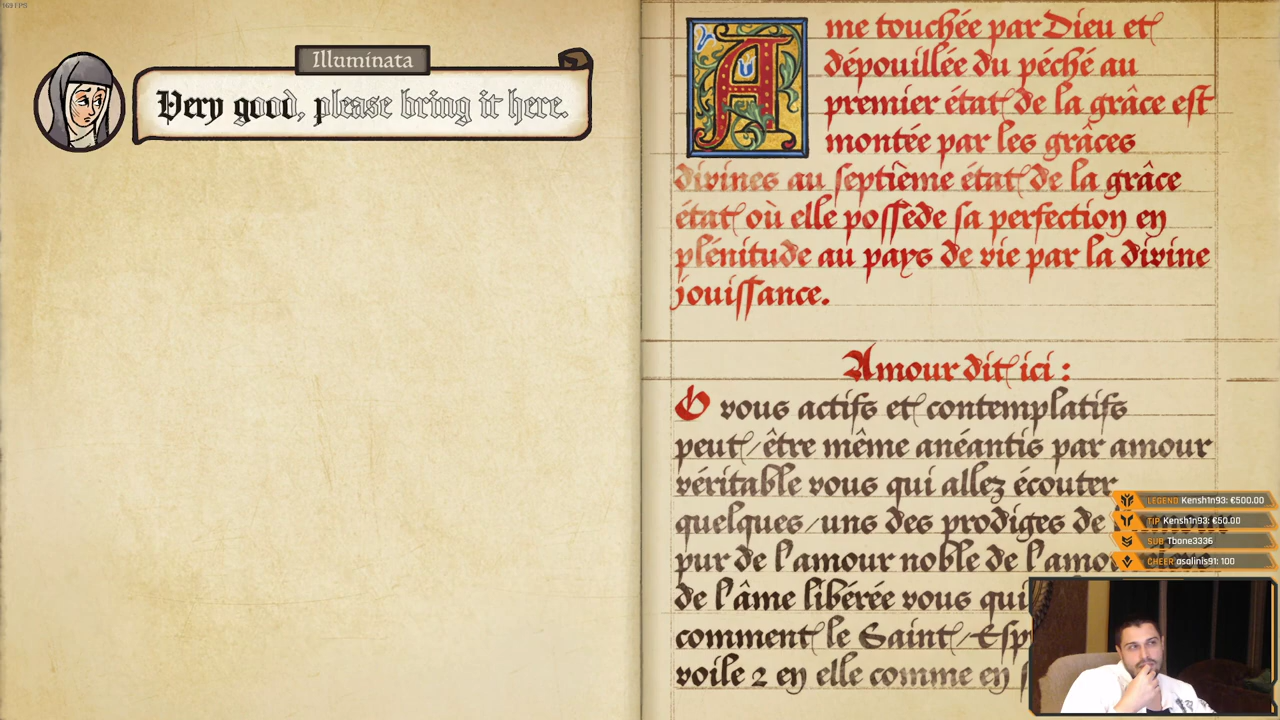 Illuminata
Very good, please bring it here.
Ame touchée par Dieu et
dépouillée du péché au
premier état de la grâce est
montée par les grâces
divines au septième état de la grâce
état où elle possède sa perfection en
plénitude au pays de vie par la divine
jouissance.
Amour dit ici :
O vous actifs et contemplatifs
peut-être même anéantis par amour
véritable vous qui allez écouter
quelques-uns des prodiges de
pur de l'amour noble de l'amour
de l'âme libérée vous qui
comment le Saint-Esp
voile 2 en elle comme en s
LEGEND Kensh1n93: €500.00
TIP Kensh1n93: €50.00
SUB Tbone3336
CHEER asalinis91: 100